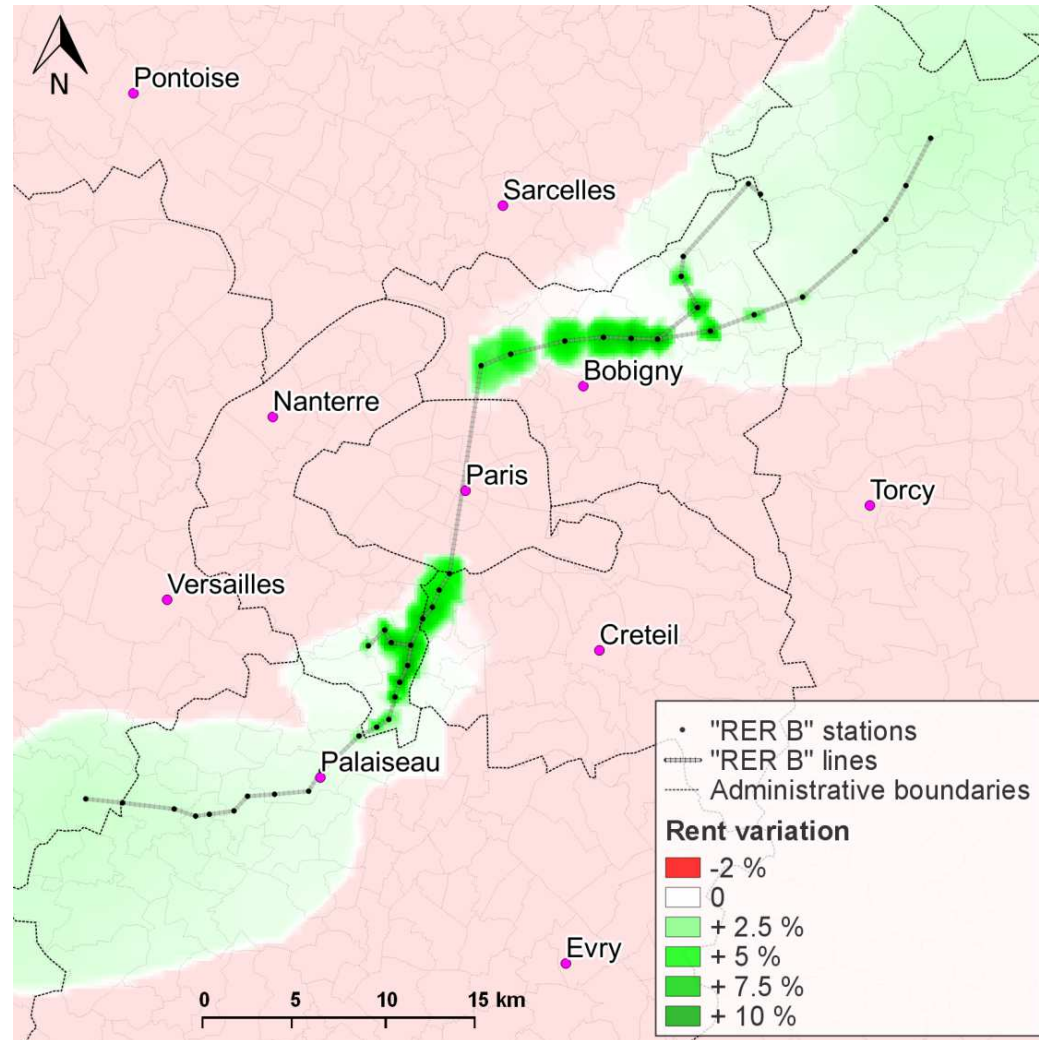 N
Pontoise
Sarcelles
Bobigny
Nanterre
Paris
Torcy
Versailles
Creteil
Palaiseau
Evry
0 5 10 15 km
"RER B" stations
"RER B" lines
Administrative boundaries
Rent variation
-2 %
0
+ 2.5 %
+ 5 %
+ 7.5 %
+ 10 %